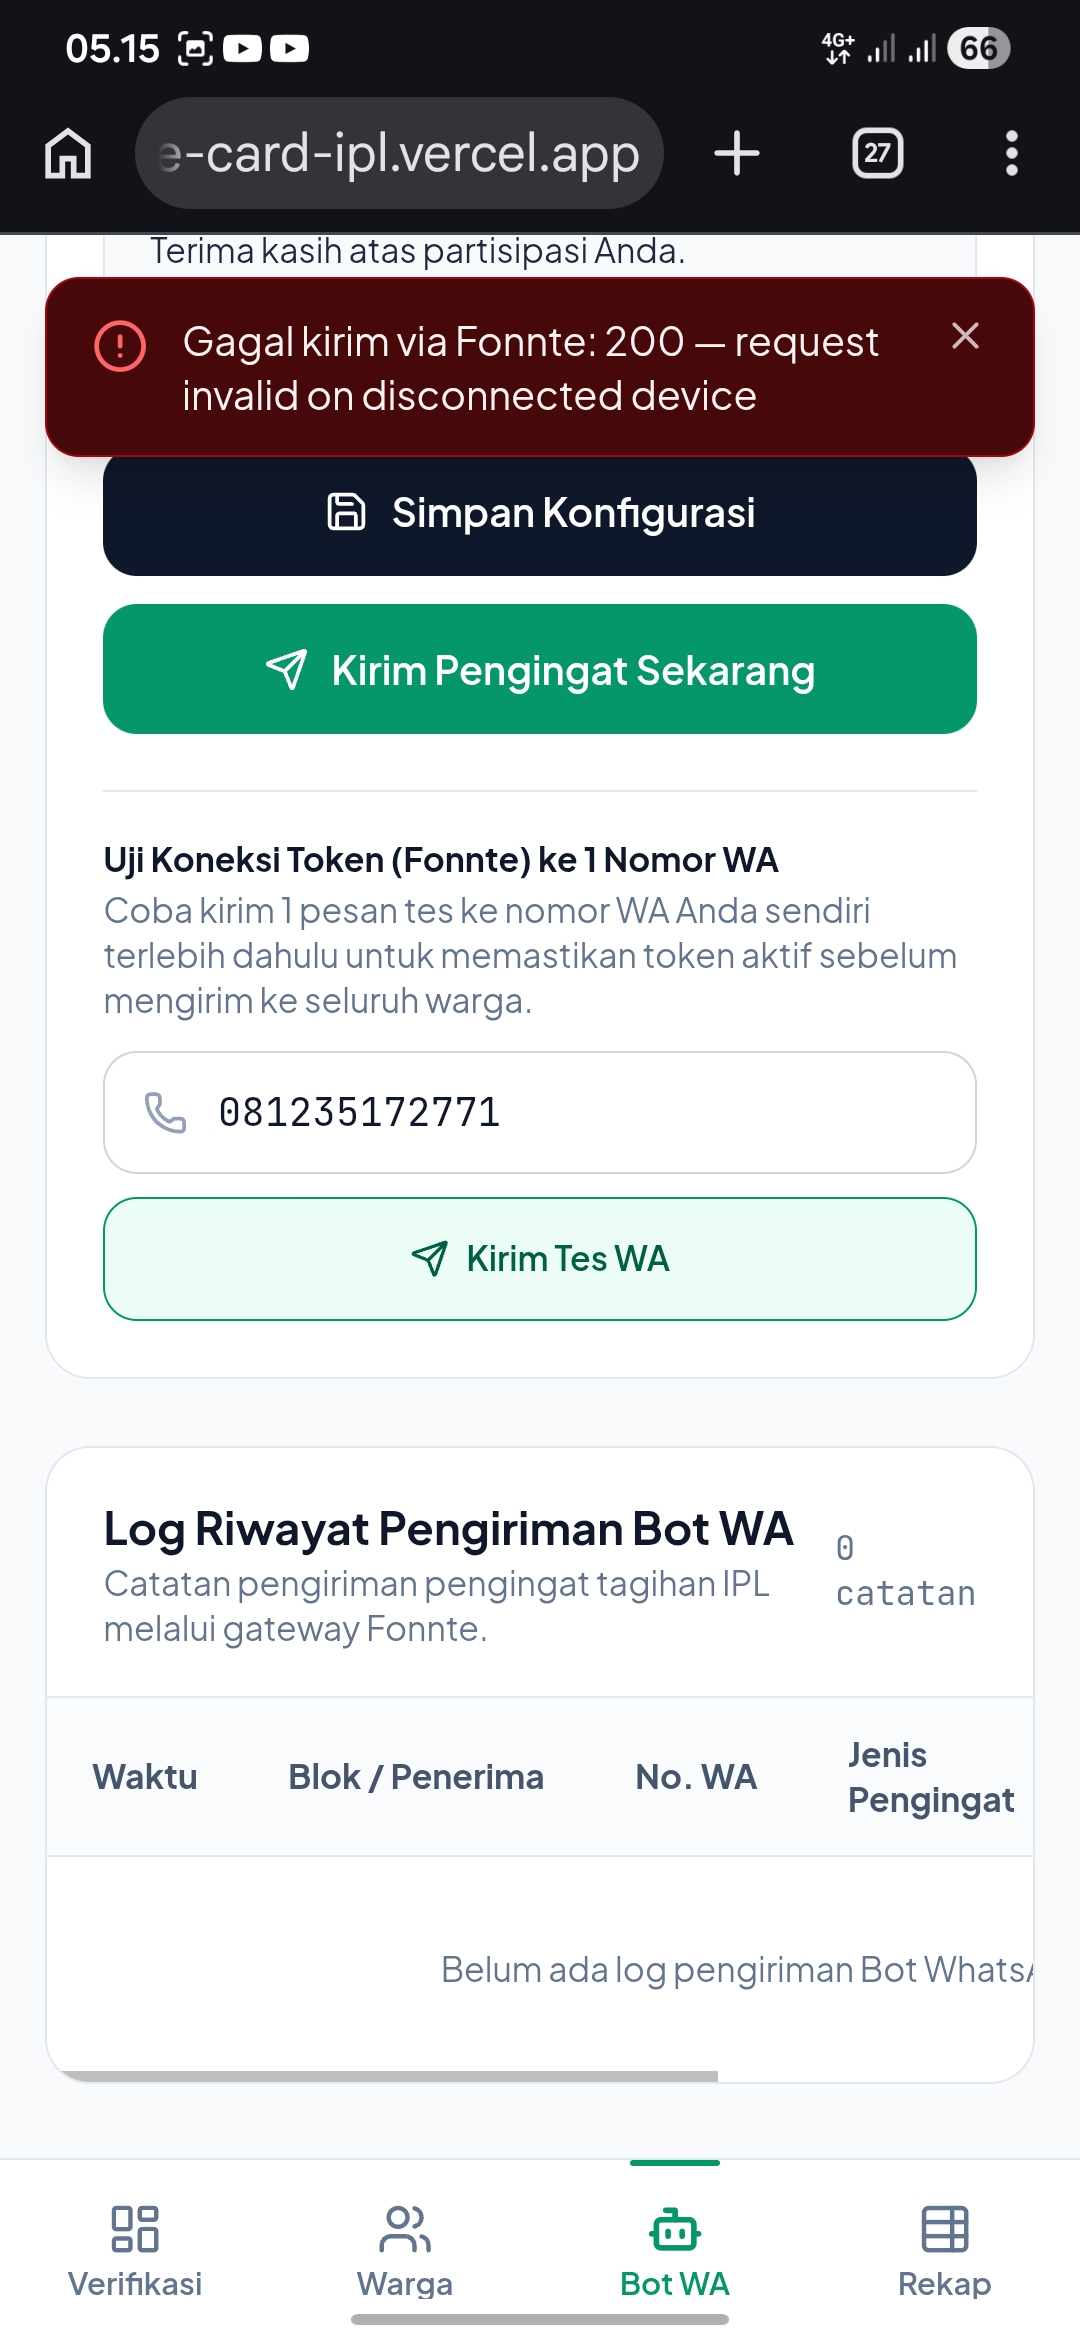 05.15
4G+
66
e-card-ipl.vercel.app
27
Terima kasih atas partisipasi Anda.
Gagal kirim via Fonnte: 200 — request
invalid on disconnected device
Simpan Konfigurasi
Kirim Pengingat Sekarang
Uji Koneksi Token (Fonnte) ke 1 Nomor WA
Coba kirim 1 pesan tes ke nomor WA Anda sendiri
terlebih dahulu untuk memastikan token aktif sebelum
mengirim ke seluruh warga.
081235172771
Kirim Tes WA
Log Riwayat Pengiriman Bot WA
0
catatan
Catatan pengiriman pengingat tagihan IPL
melalui gateway Fonnte.
Waktu
Blok / Penerima
No. WA
Jenis
Pengingat
Belum ada log pengiriman Bot WhatsA
Verifikasi
Warga
Bot WA
Rekap